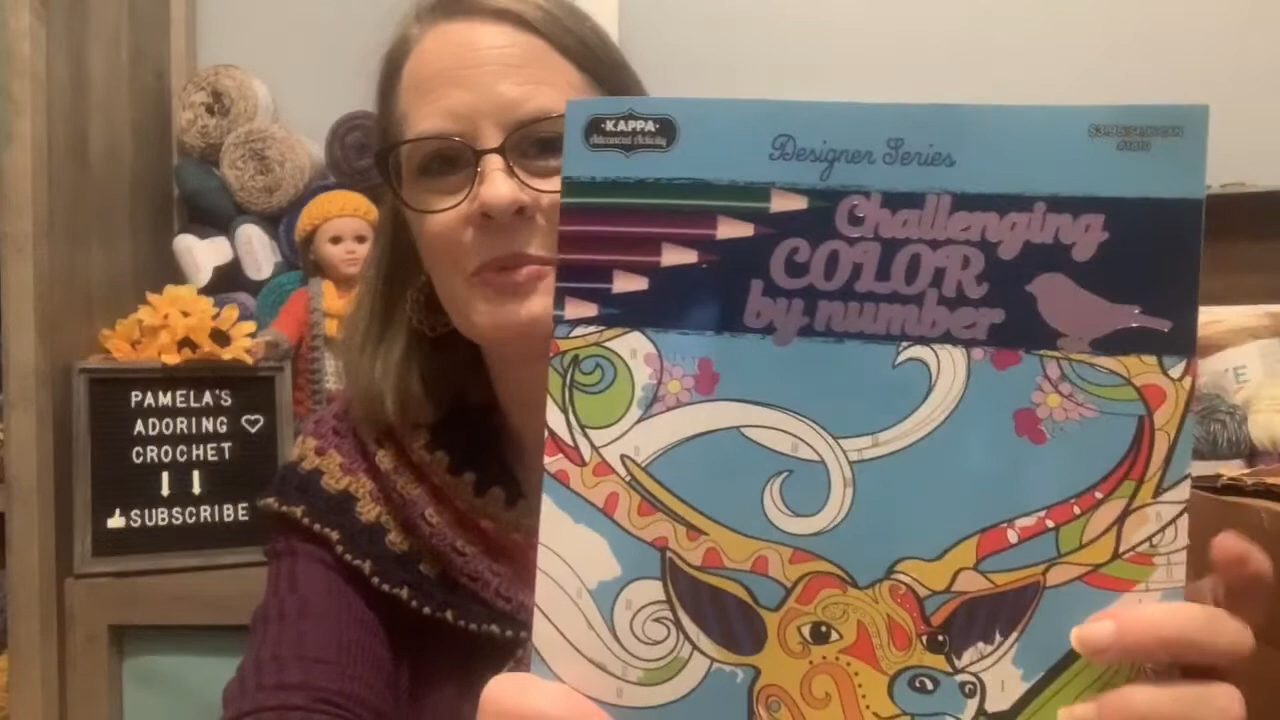 PAMELA'S
ADORING ♡
CROCHET
↓ ↓
👍SUBSCRIBE
·KAPPA·
Advanced Activity
Designer Series
Challenging
COLOR
by number